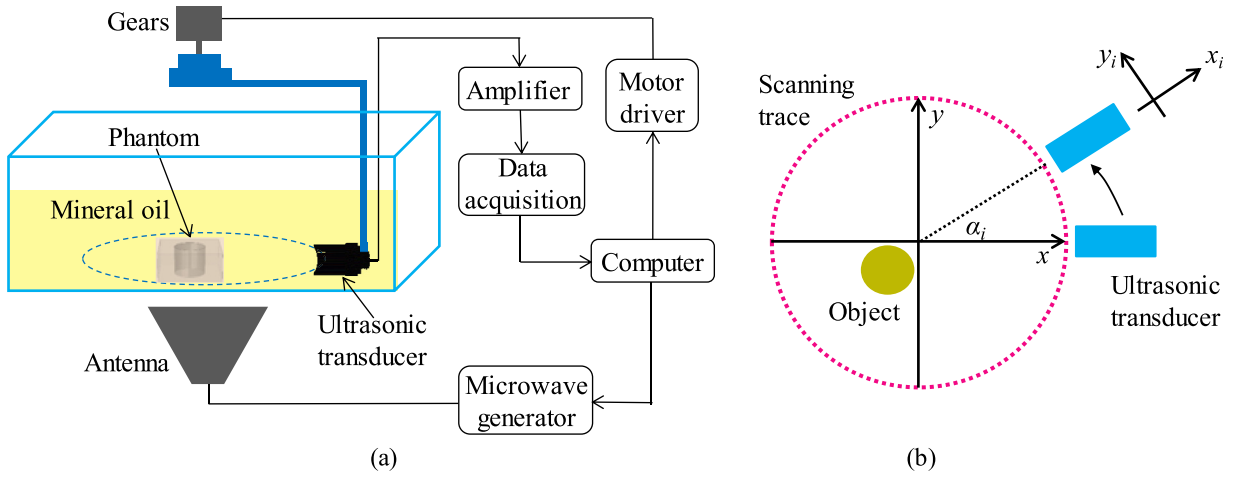 Gears
Amplifier
Motor
driver
Phantom
Data
acquisition
Mineral oil
Computer
Ultrasonic
transducer
Antenna
Microwave
generator
(a)
Scanning
trace
y
yᵢ
xᵢ
αᵢ
x
Object
Ultrasonic
transducer
(b)